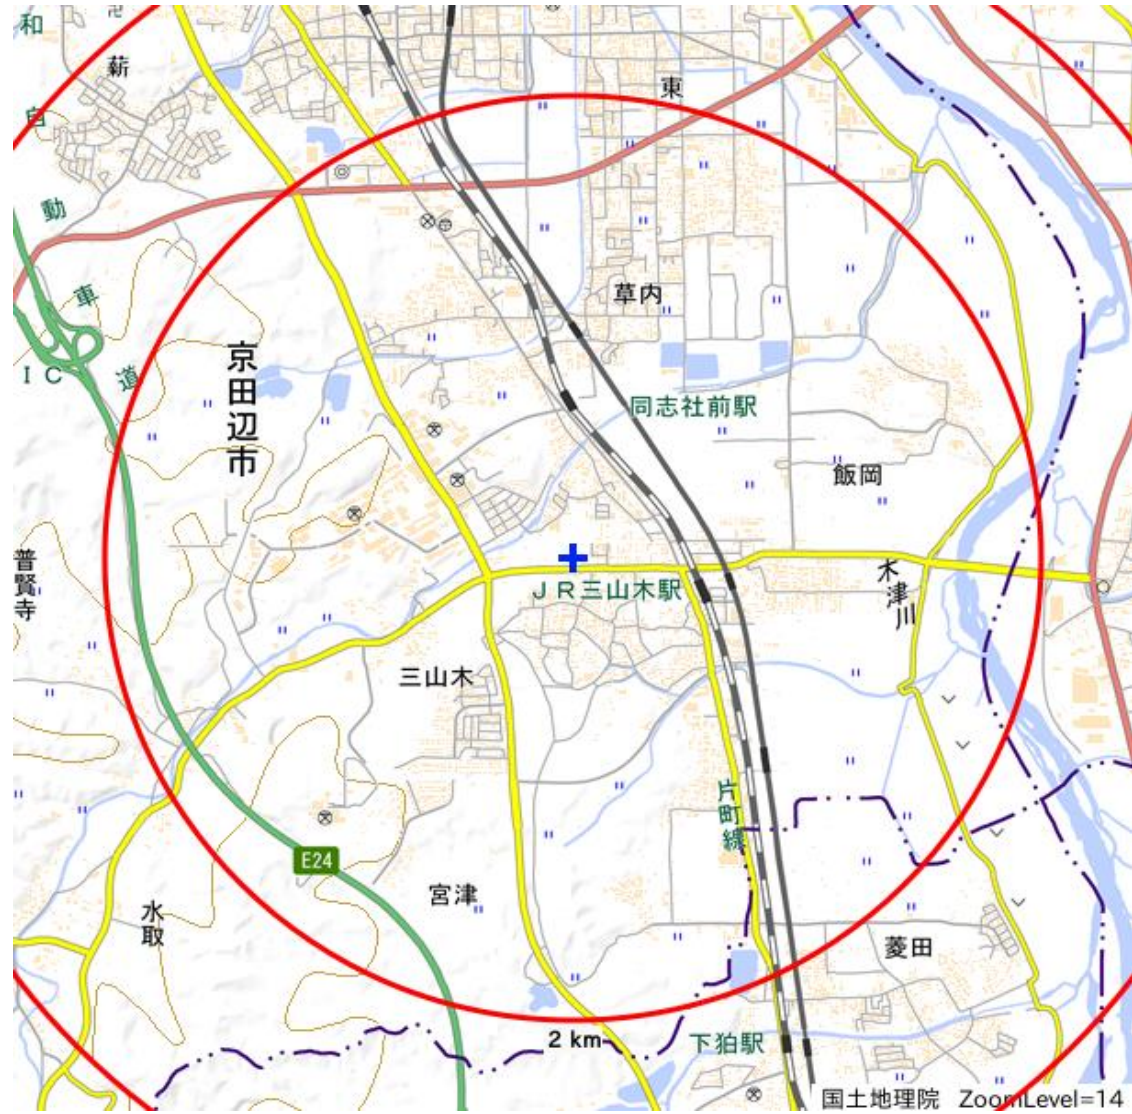 和
自
動
車
道
薪
東
草内
IC
京田辺市
同志社前駅
飯岡
普賢寺
木津川
JR三山木駅
三山木
片町線
E24
宮津
水取
菱田
2 km
下狛駅
国土地理院 ZoomLevel=14